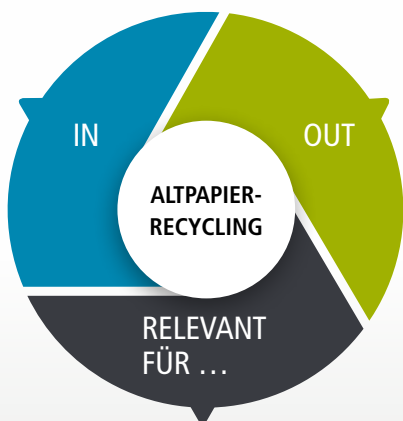 IN
OUT
ALTPAPIER-
RECYCLING
RELEVANT
FÜR ...